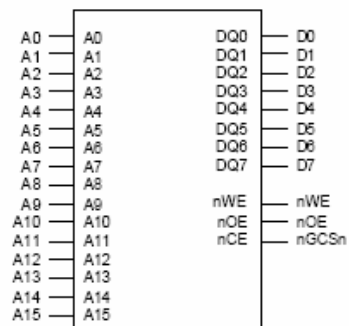 A0 A0 DQ0 D0
A1 A1 DQ1 D1
A2 A2 DQ2 D2
A3 A3 DQ3 D3
A4 A4 DQ4 D4
A5 A5 DQ5 D5
A6 A6 DQ6 D6
A7 A7 DQ7 D7
A8 A8
A9 A9 nWE nWE
A10 A10 nOE nOE
A11 A11 nCE nGCSn
A12 A12
A13 A13
A14 A14
A15 A15